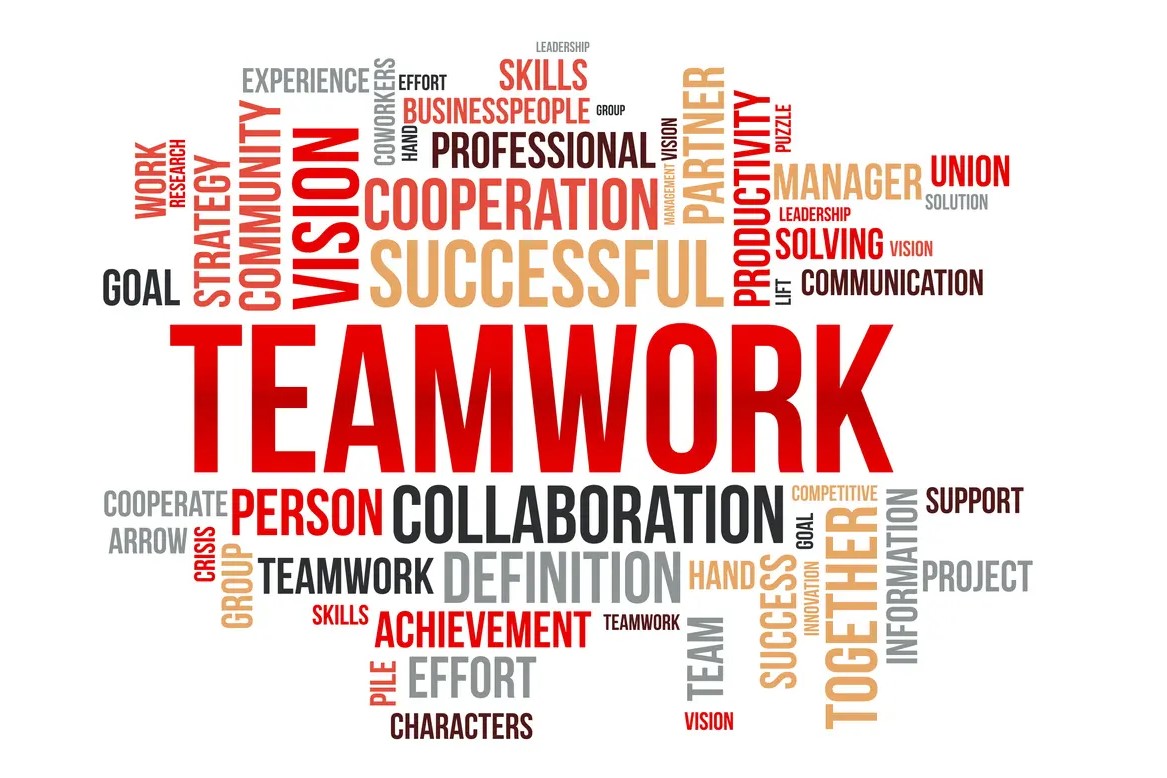 LEADERSHIP
EXPERIENCE
COWORKERS
EFFORT
SKILLS
BUSINESSPEOPLE
GROUP
HAND
PROFESSIONAL
VISION
PARTNER
PRODUCTIVITY
PUZZLE
WORK
RESEARCH
STRATEGY
COMMUNITY
VISION
COOPERATION
MANAGEMENT
MANAGER
UNION
SOLUTION
LEADERSHIP
SOLVING
VISION
GOAL
SUCCESSFUL
LIFT
COMMUNICATION
TEAMWORK
COOPERATE
PERSON
COLLABORATION
COMPETITIVE
SUPPORT
ARROW
CRISIS
GROUP
TEAMWORK
DEFINITION
HAND
GOAL
SUCCESS
INNOVATION
TOGETHER
INFORMATION
PROJECT
SKILLS
ACHIEVEMENT
TEAMWORK
TEAM
PILE
EFFORT
CHARACTERS
VISION